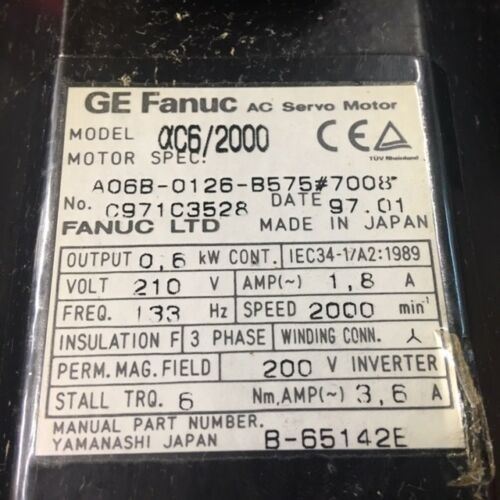 GE Fanuc AC Servo Motor
MODEL αC6/2000 CE TÜV Rheinland
MOTOR SPEC.
A06B-0126-B575#7008
No. C971C3528 DATE 97.01
FANUC LTD MADE IN JAPAN
OUTPUT 0,6 kW CONT. IEC34-1/A2:1989
VOLT 210 V AMP(~) 1,8 A
FREQ. 133 Hz SPEED 2000 min⁻¹
INSULATION F 3 PHASE WINDING CONN. 人
PERM. MAG. FIELD 200 V INVERTER
STALL TRQ. 6 Nm, AMP(~) 3,6 A
MANUAL PART NUMBER.
YAMANASHI JAPAN B-65142E